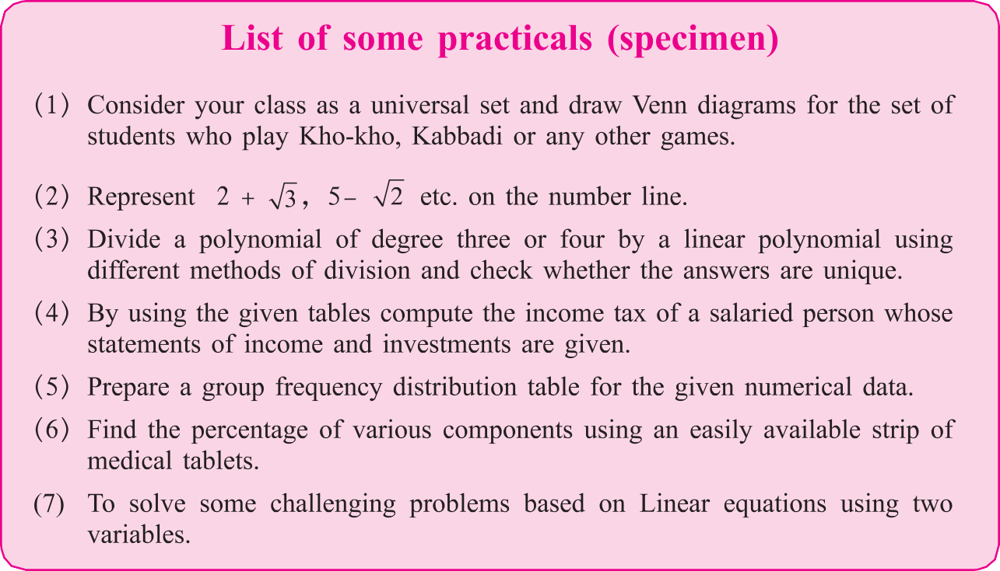 List of some practicals (specimen)
(1) Consider your class as a universal set and draw Venn diagrams for the set of
students who play Kho-kho, Kabbadi or any other games.
(2) Represent 2 + √3, 5– √2 etc. on the number line.
(3) Divide a polynomial of degree three or four by a linear polynomial using
different methods of division and check whether the answers are unique.
(4) By using the given tables compute the income tax of a salaried person whose
statements of income and investments are given.
(5) Prepare a group frequency distribution table for the given numerical data.
(6) Find the percentage of various components using an easily available strip of
medical tablets.
(7) To solve some challenging problems based on Linear equations using two
variables.